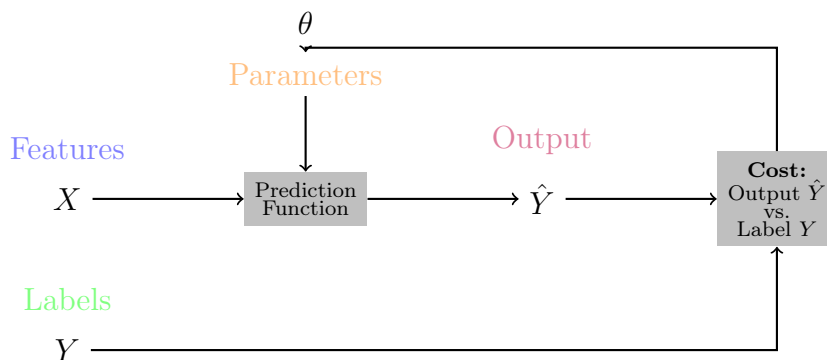 θ
Parameters
Features
Output
X
Prediction
Function
Ŷ
Cost:
Output Ŷ
vs.
Label Y
Labels
Y